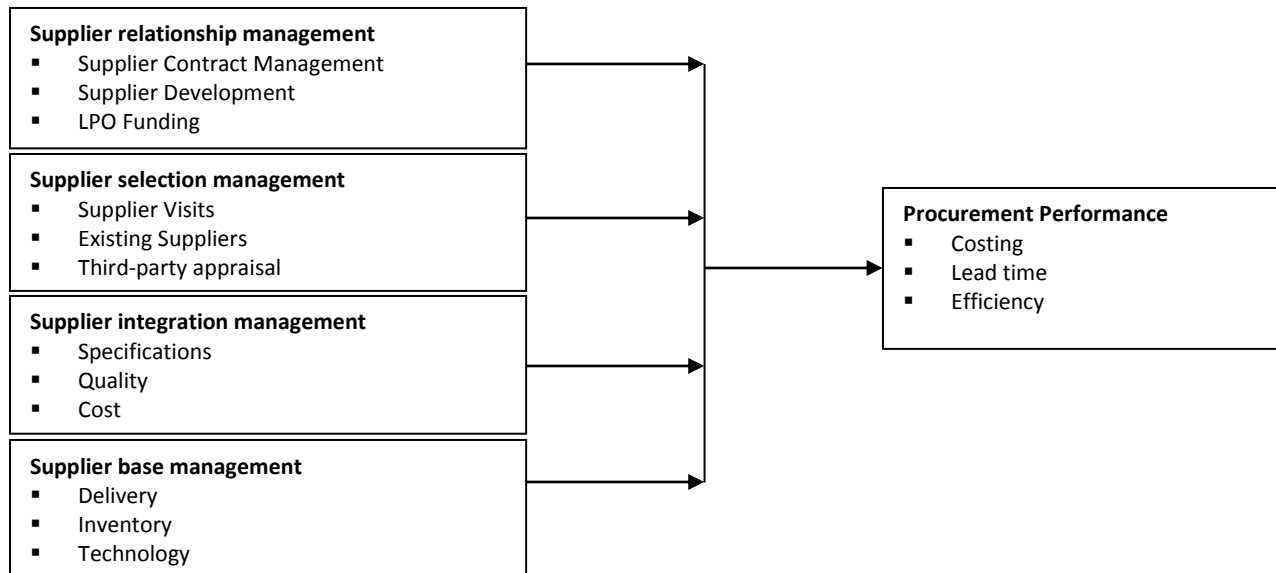 Supplier relationship management
▪ Supplier Contract Management
▪ Supplier Development
▪ LPO Funding
Supplier selection management
▪ Supplier Visits
▪ Existing Suppliers
▪ Third-party appraisal
Supplier integration management
▪ Specifications
▪ Quality
▪ Cost
Supplier base management
▪ Delivery
▪ Inventory
▪ Technology
Procurement Performance
▪ Costing
▪ Lead time
▪ Efficiency